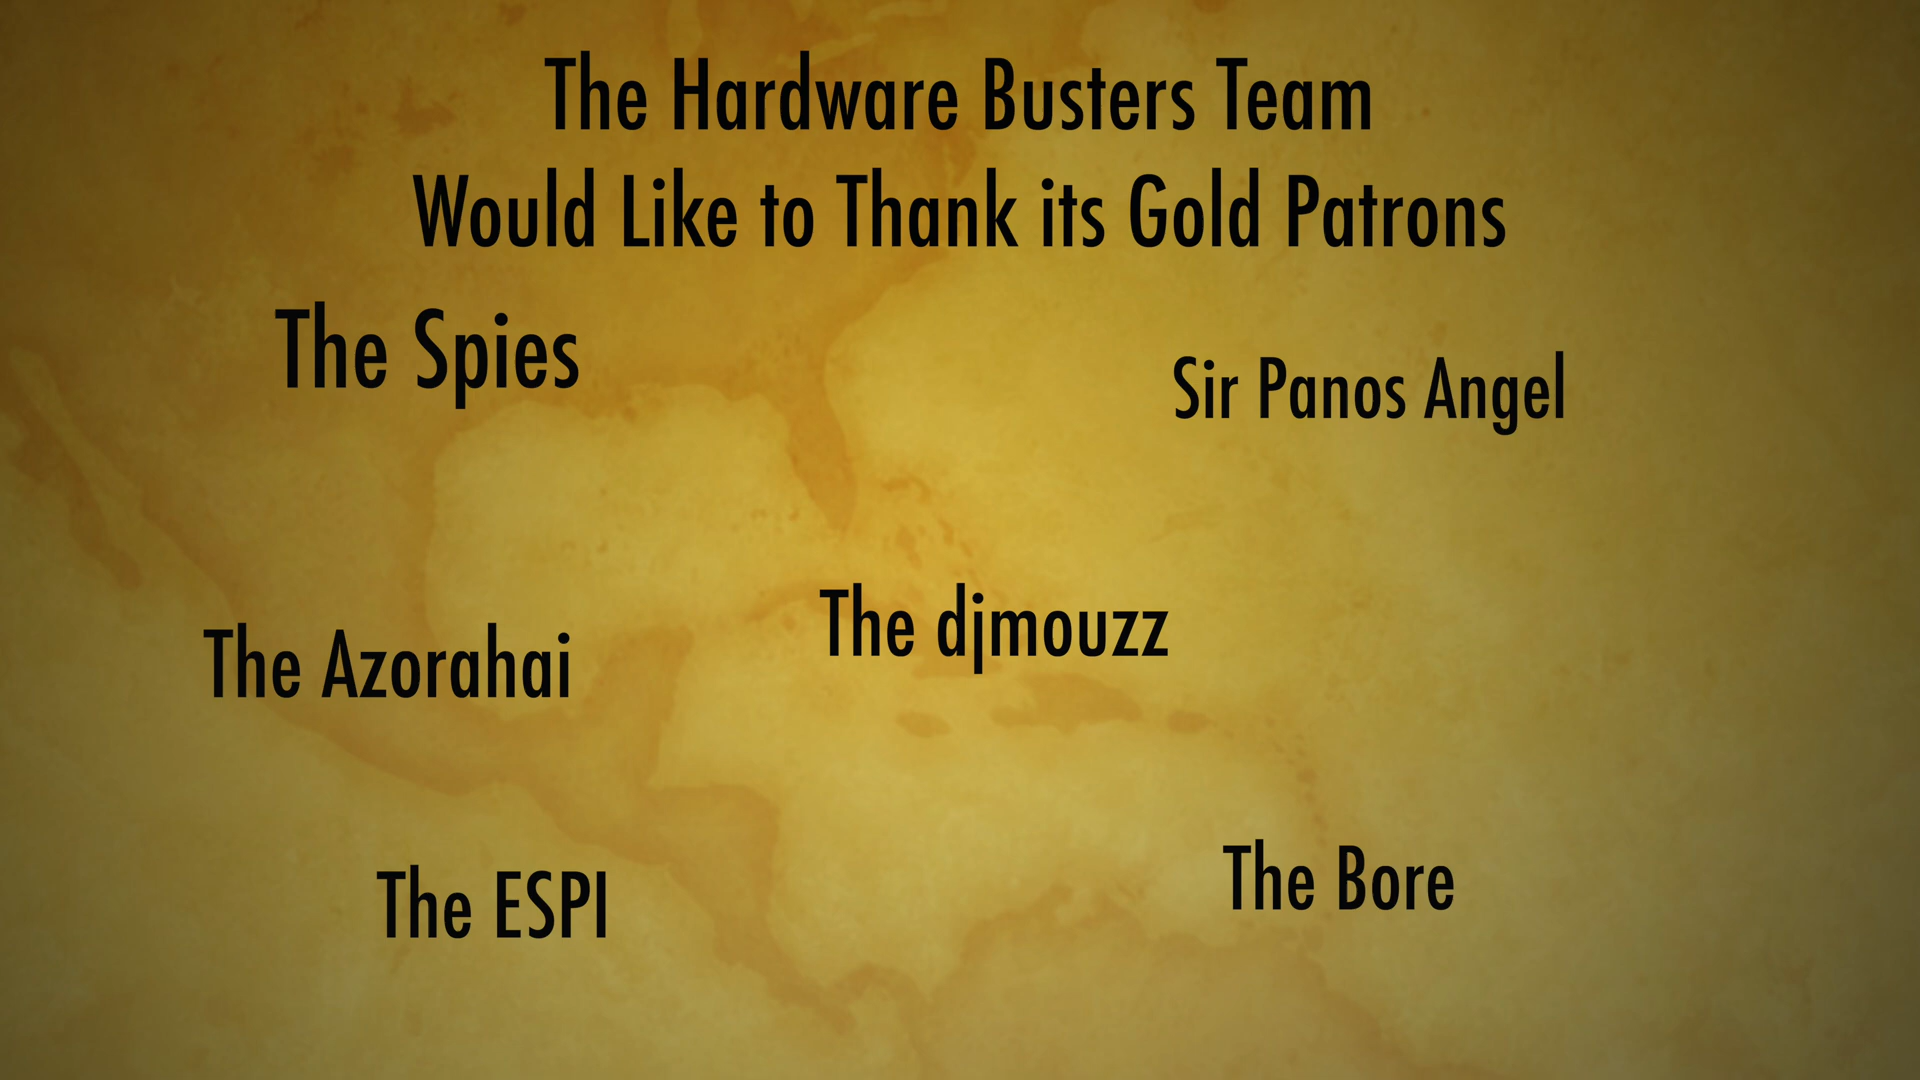 The Hardware Busters Team
Would Like to Thank its Gold Patrons
The Spies
Sir Panos Angel
The djmouzz
The Azorahai
The Bore
The ESPI